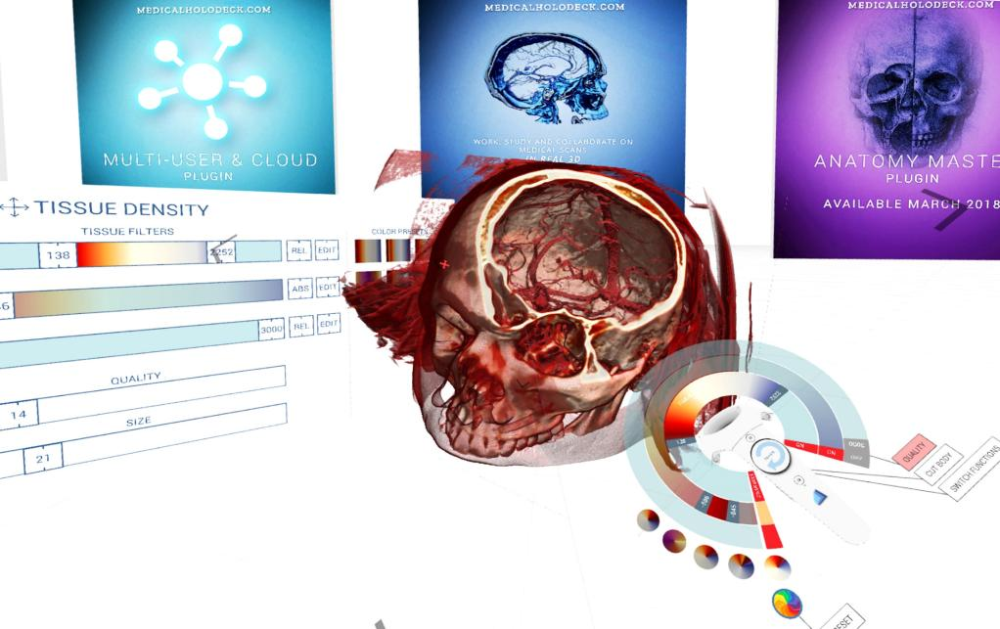 MEDICALHOLODECK.COM
MULTI-USER & CLOUD
PLUGIN
MEDICALHOLODECK.COM
WORK, STUDY AND COLLABORATE ON
MEDICAL SCANS
IN REAL 3D
MEDICALHOLODECK.COM
ANATOMY MASTE
PLUGIN
AVAILABLE MARCH 2018
TISSUE DENSITY
TISSUE FILTERS
138
2252
REL
EDIT
ABS
EDIT
3000
REL
EDIT
COLOR PRESETS
QUALITY
14
SIZE
21
QUALITY
CUT BODY
SWITCH FUNCTIONS